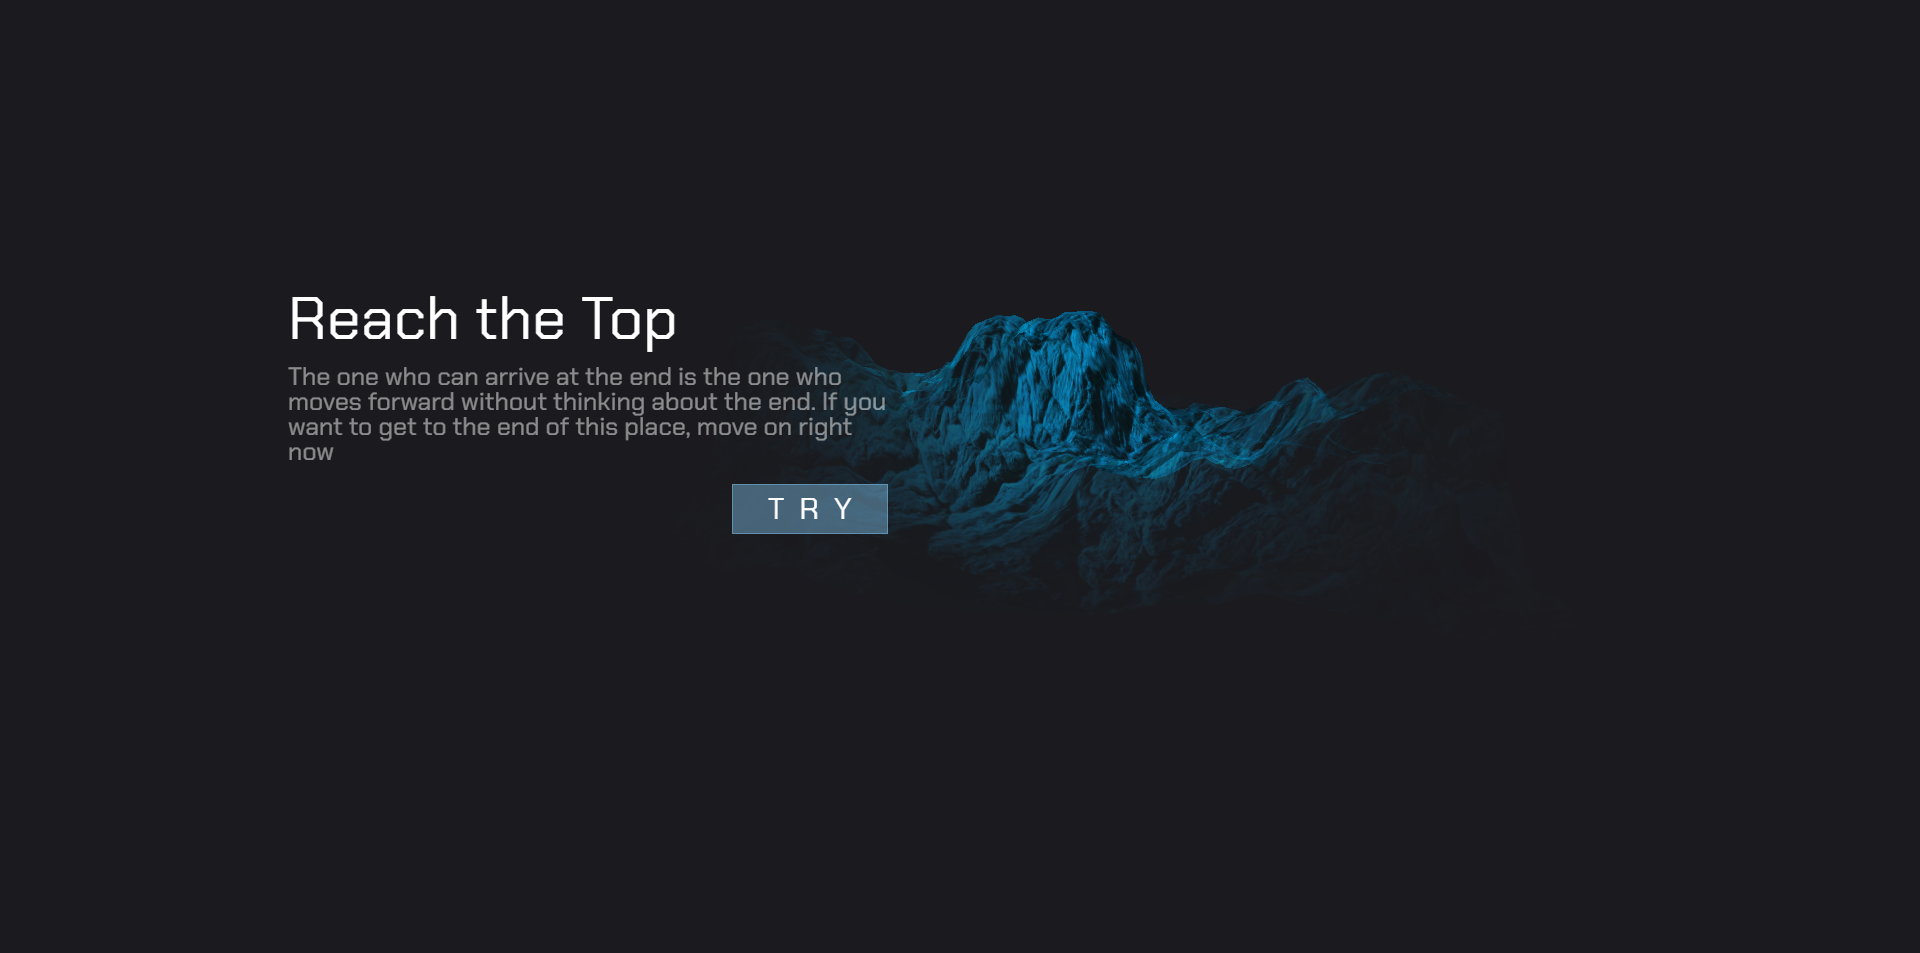 Reach the Top
The one who can arrive at the end is the one who
moves forward without thinking about the end. If you
want to get to the end of this place, move on right
now
TRY